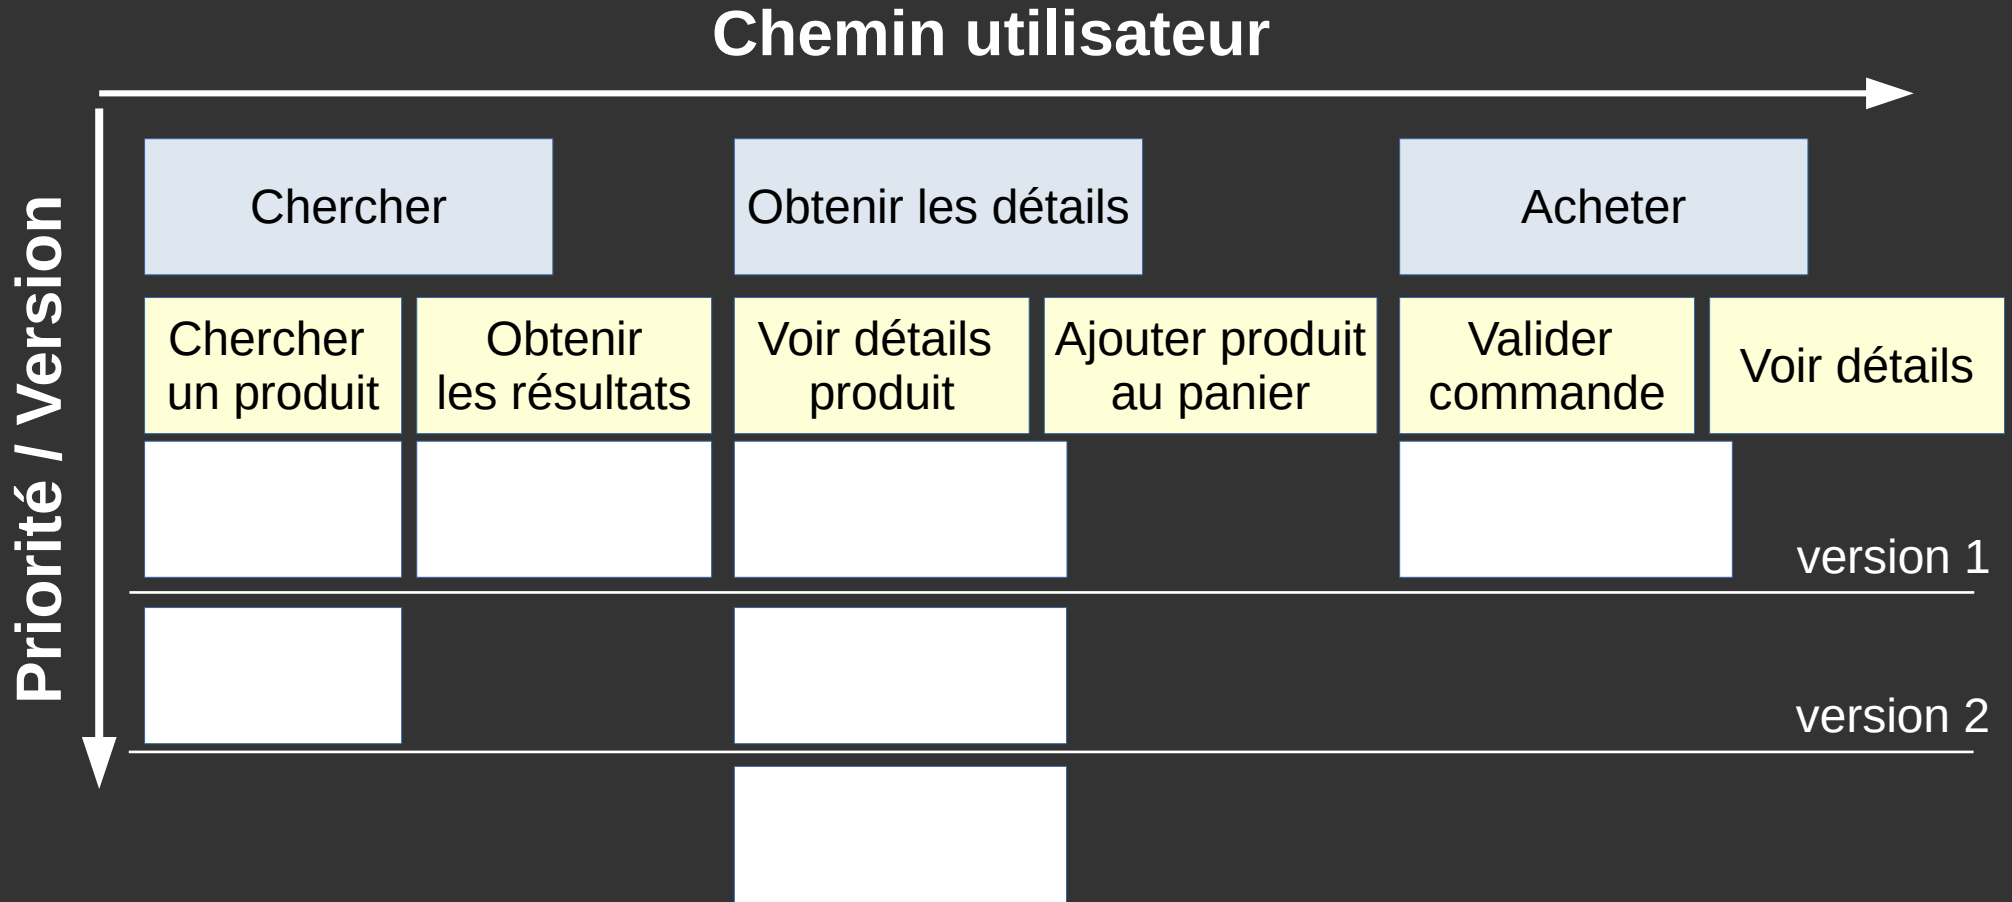 Chemin utilisateur
Priorité / Version
Chercher
Obtenir les détails
Acheter
Chercher
un produit
Obtenir
les résultats
Voir détails
produit
Ajouter produit
au panier
Valider
commande
Voir détails
version 1
version 2